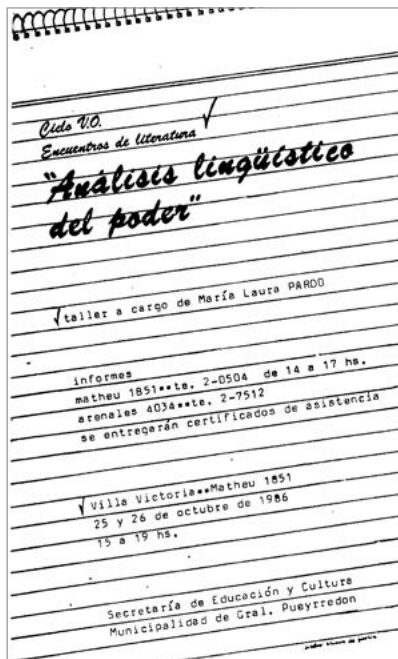 Ciclo V.O.
Encuentros de literatura
"Análisis lingüístico
del poder"
taller a cargo de María Laura PARDO
informes
matheu 1851**te. 2-0504 de 14 a 17 hs.
arenales 4034**te. 2-7512
se entregarán certificados de asistencia
Villa Victoria**Matheu 1851
25 y 26 de octubre de 1986
15 a 19 hs.
Secretaría de Educación y Cultura
Municipalidad de Gral. Pueyrredon